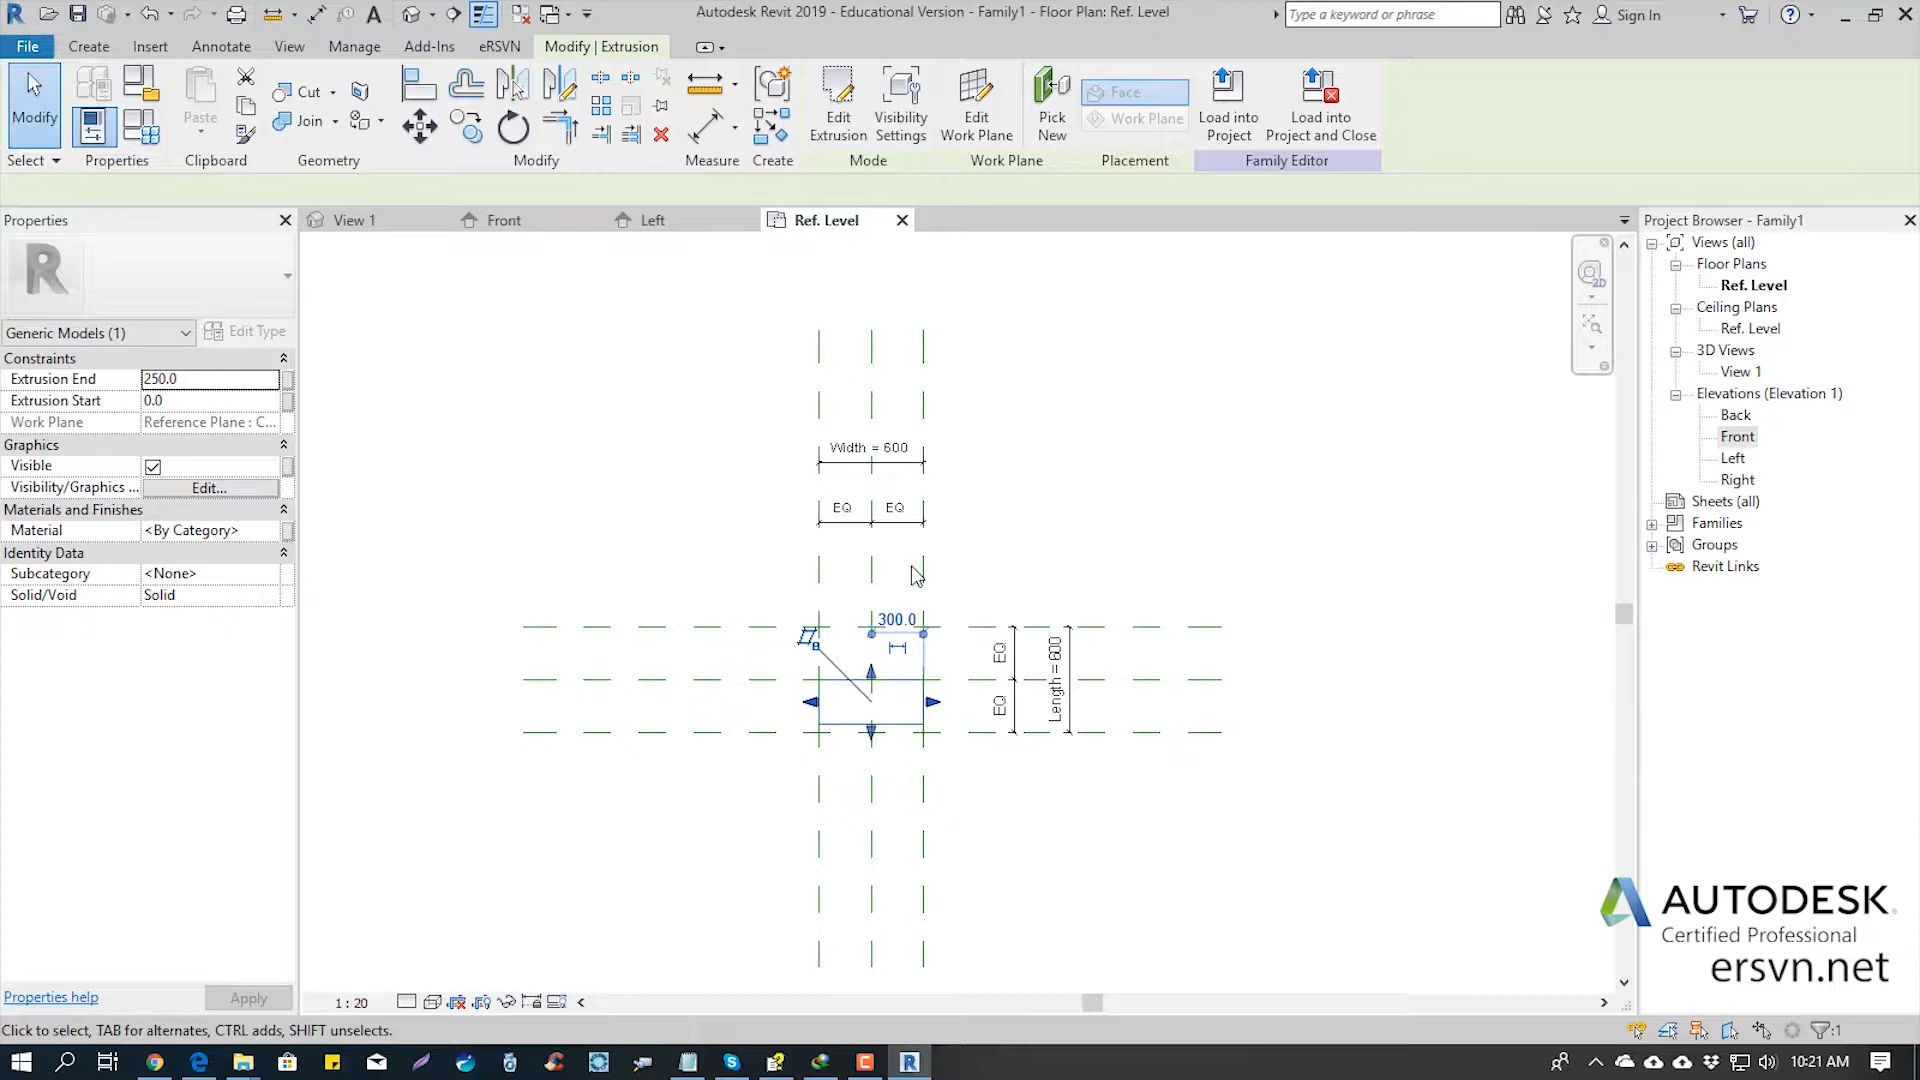 Autodesk Revit 2019 - Educational Version - Family1 - Floor Plan: Ref. Level
Type a keyword or phrase
Sign In
File
Create
Insert
Annotate
View
Manage
Add-Ins
eRSVN
Modify | Extrusion
Modify
Paste
Cut
Join
Edit Extrusion
Visibility Settings
Edit Work Plane
Pick New
Face
Work Plane
Load into Project
Load into Project and Close
Select
Properties
Clipboard
Geometry
Modify
Measure
Create
Mode
Work Plane
Placement
Family Editor
Properties
View 1
Front
Left
Ref. Level
Project Browser - Family1
Generic Models (1)
Edit Type
Constraints
Extrusion End 250.0
Extrusion Start 0.0
Work Plane Reference Plane : C...
Graphics
Visible
Visibility/Graphics ... Edit...
Materials and Finishes
Material <By Category>
Identity Data
Subcategory <None>
Solid/Void Solid
Properties help
Apply
Width = 600
EQ EQ
300.0
EQ
EQ
Length = 600
2D
Views (all)
Floor Plans
Ref. Level
Ceiling Plans
Ref. Level
3D Views
View 1
Elevations (Elevation 1)
Back
Front
Left
Right
Sheets (all)
Families
Groups
Revit Links
AUTODESK
Certified Professional
ersvn.net
1 : 20
Click to select, TAB for alternates, CTRL adds, SHIFT unselects.
:1
10:21 AM